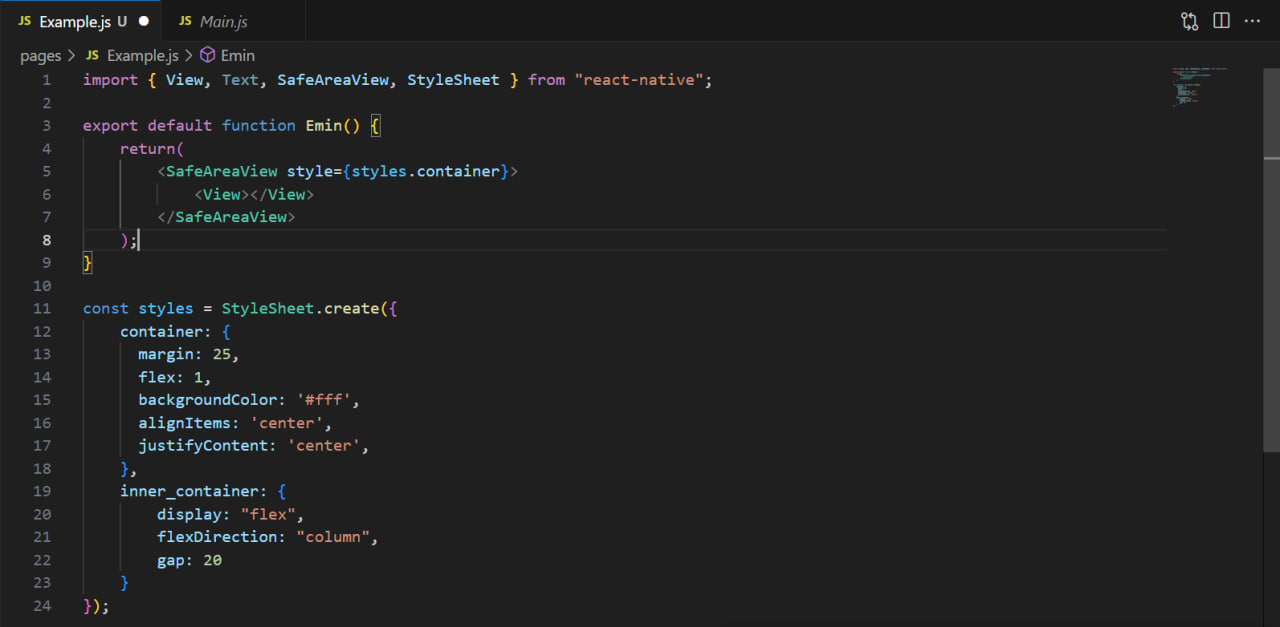 JS Example.js U
JS Main.js
pages > JS Example.js > Emin
1 import { View, Text, SafeAreaView, StyleSheet } from "react-native";
2
3 export default function Emin() {
4     return(
5         <SafeAreaView style={styles.container}>
6             <View></View>
7         </SafeAreaView>
8     );
9 }
10
11 const styles = StyleSheet.create({
12     container: {
13       margin: 25,
14       flex: 1,
15       backgroundColor: '#fff',
16       alignItems: 'center',
17       justifyContent: 'center',
18     },
19     inner_container: {
20         display: "flex",
21         flexDirection: "column",
22         gap: 20
23     }
24 });